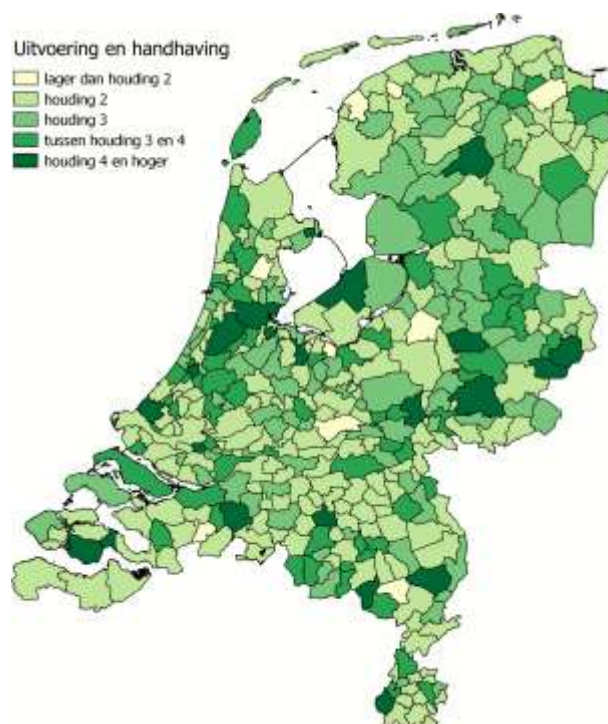 Uitvoering en handhaving
lager dan houding 2
houding 2
houding 3
tussen houding 3 en 4
houding 4 en hoger